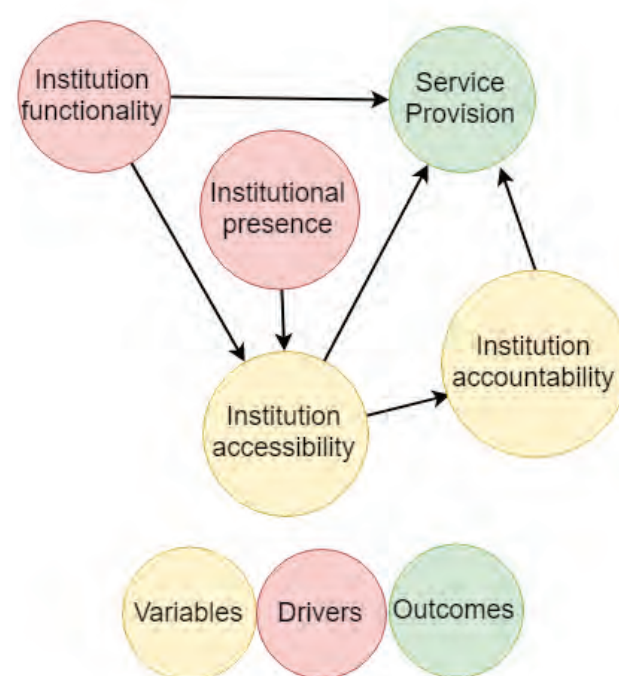 Institution
functionality
Service
Provision
Institutional
presence
Institution
accountability
Institution
accessibility
Variables
Drivers
Outcomes